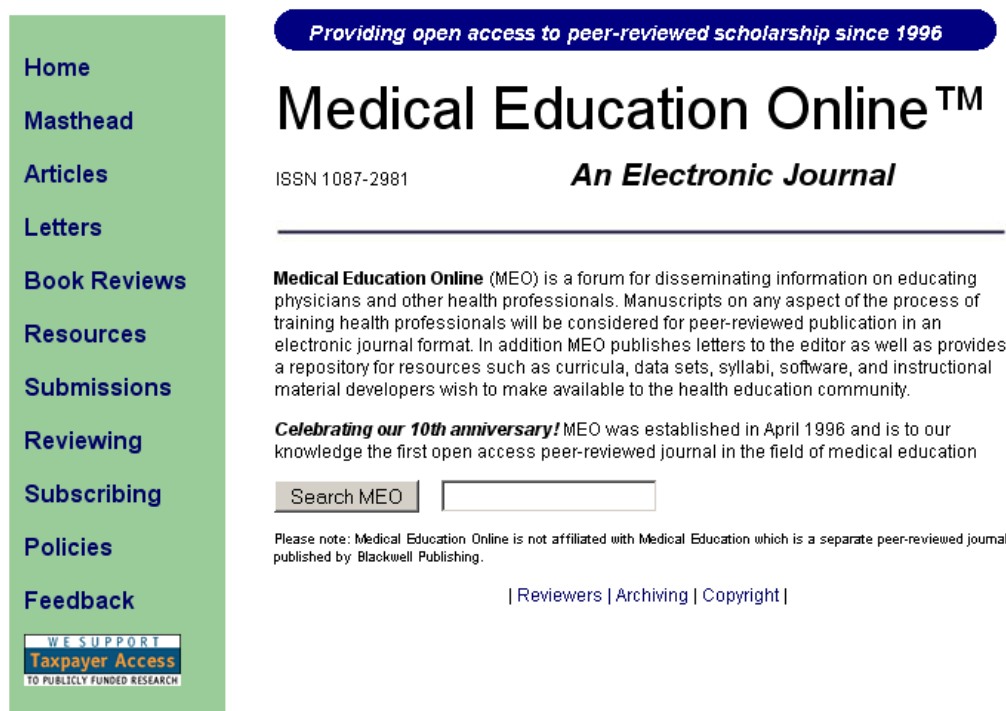 Home
Masthead
Articles
Letters
Book Reviews
Resources
Submissions
Reviewing
Subscribing
Policies
Feedback
WE SUPPORT
Taxpayer Access
TO PUBLICLY FUNDED RESEARCH
Providing open access to peer-reviewed scholarship since 1996
Medical Education Online™
ISSN 1087-2981 An Electronic Journal
Medical Education Online (MEO) is a forum for disseminating information on educating
physicians and other health professionals. Manuscripts on any aspect of the process of
training health professionals will be considered for peer-reviewed publication in an
electronic journal format. In addition MEO publishes letters to the editor as well as provides
a repository for resources such as curricula, data sets, syllabi, software, and instructional
material developers wish to make available to the health education community.
Celebrating our 10th anniversary! MEO was established in April 1996 and is to our
knowledge the first open access peer-reviewed journal in the field of medical education
Search MEO
Please note: Medical Education Online is not affiliated with Medical Education which is a separate peer-reviewed journal
published by Blackwell Publishing.
| Reviewers | Archiving | Copyright |